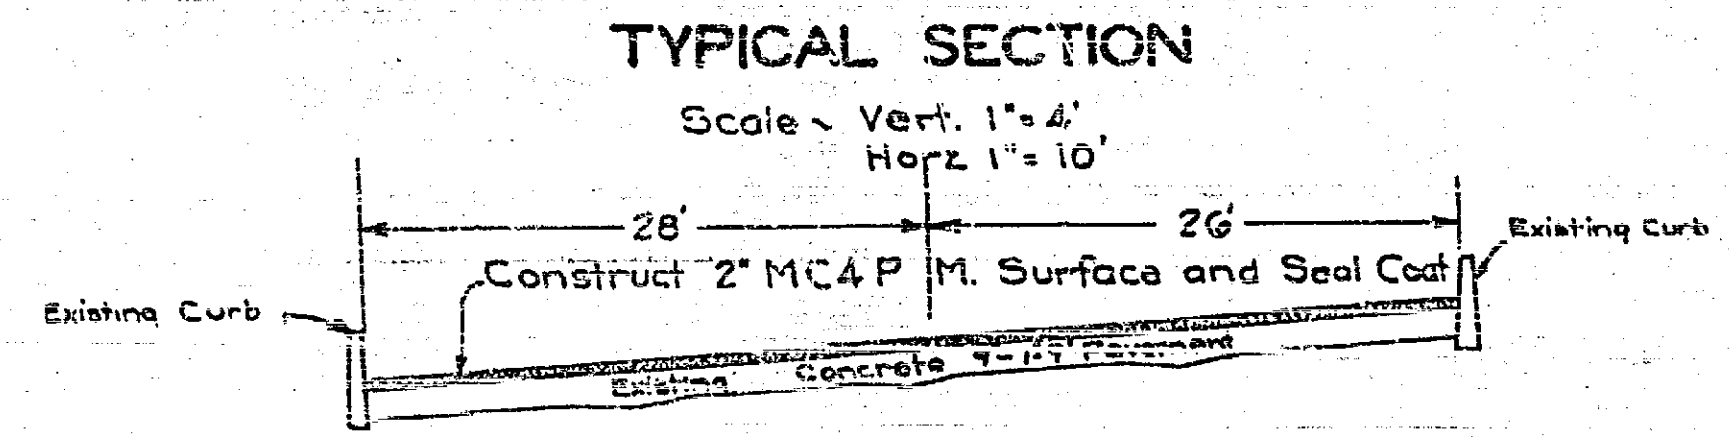 TYPICAL SECTION
Scale ~ Vert. 1"= 4'
Horz 1"= 10'
28'
26'
Existing Curb
Construct 2" MC4 P.M. Surface and Seal Coat
Existing Curb
Existing Concrete Pavement